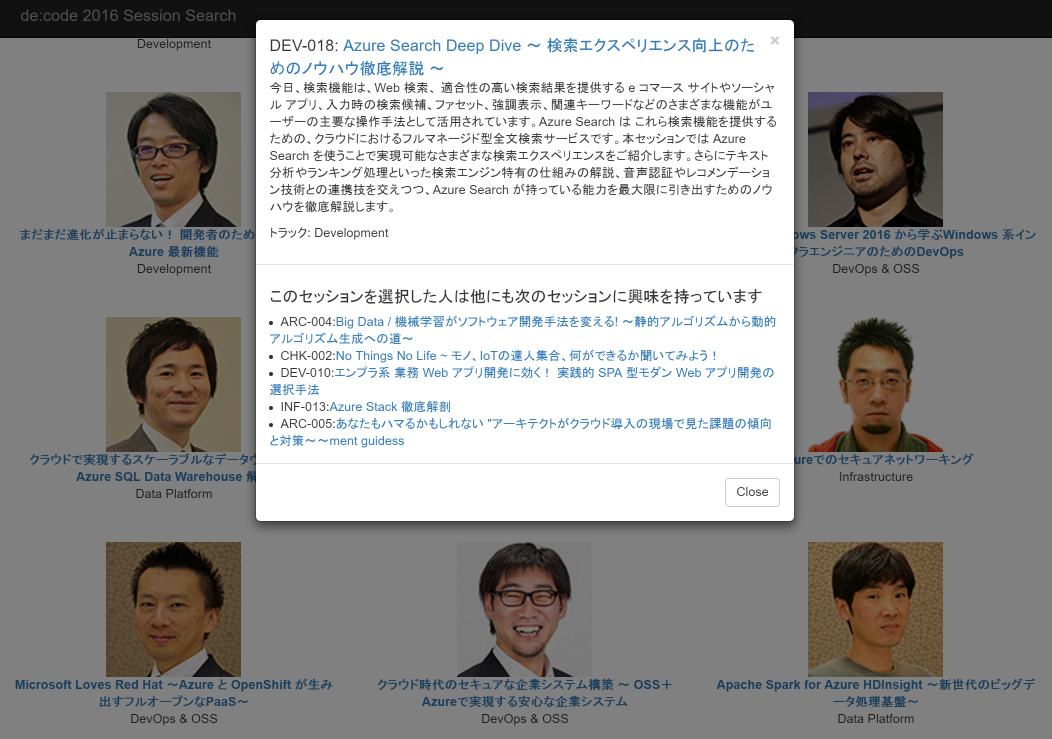 de:code 2016 Session Search
Development
DEV-018: Azure Search Deep Dive ～ 検索エクスペリエンス向上のた
めのノウハウ徹底解説 ～
×
今日、検索機能は、Web 検索、 適合性の高い検索結果を提供する e コマース サイトやソーシャ
ル アプリ、入力時の検索候補、ファセット、強調表示、関連キーワードなどのさまざまな機能がユ
ーザーの主要な操作手法として活用されています。Azure Search は これら検索機能を提供する
ための、クラウドにおけるフルマネージド型全文検索サービスです。本セッションでは Azure
Search を使うことで実現可能なさまざまな検索エクスペリエンスをご紹介します。さらにテキスト
分析やランキング処理といった検索エンジン特有の仕組みの解説、音声認証やレコメンデーショ
ン技術との連携技を交えつつ、Azure Search が持っている能力を最大限に引き出すためのノウ
ハウを徹底解説します。
トラック: Development
このセッションを選択した人は他にも次のセッションに興味を持っています
• ARC-004:Big Data / 機械学習がソフトウェア開発手法を変える! ～静的アルゴリズムから動的
アルゴリズム生成への道～
• CHK-002:No Things No Life ~ モノ、IoTの達人集合、何ができるか聞いてみよう！
• DEV-010:エンプラ系 業務 Web アプリ開発に効く！ 実践的 SPA 型モダン Web アプリ開発の
選択手法
• INF-013:Azure Stack 徹底解剖
• ARC-005:あなたもハマるかもしれない "アーキテクトがクラウド導入の現場で見た課題の傾向
と対策～～ment guidess
Close
まだまだ進化が止まらない！ 開発者のため
Azure 最新機能
Development
ows Server 2016 から学ぶWindows 系イン
ラエンジニアのためのDevOps
DevOps & OSS
クラウドで実現するスケーラブルなデータウ
Azure SQL Data Warehouse 解
Data Platform
ureでのセキュアネットワーキング
Infrastructure
Microsoft Loves Red Hat ～Azure と OpenShift が生み
出すフルオープンなPaaS～
DevOps & OSS
クラウド時代のセキュアな企業システム構築 ～ OSS＋
Azureで実現する安心な企業システム
DevOps & OSS
Apache Spark for Azure HDInsight ～新世代のビッグデ
ータ処理基盤～
Data Platform